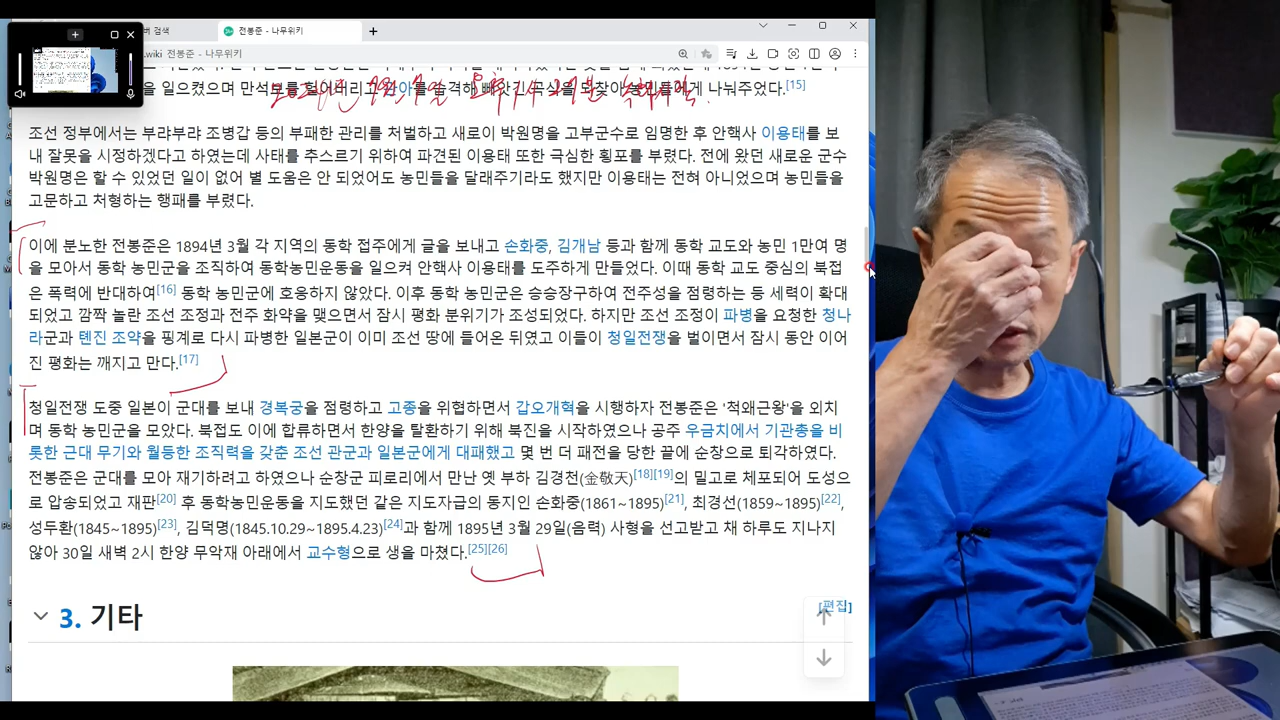 버 검색
전봉준 - 나무위키
.wiki 전봉준 - 나무위키
을 일으켰으며 만석보를 헐어버리고 를 습격해 빼 곡식을 되찾아 농민들에게 나눠주었다.[15]
조선 정부에서는 부랴부랴 조병갑 등의 부패한 관리를 처벌하고 새로이 박원명을 고부군수로 임명한 후 안핵사 이용태를 보
내 잘못을 시정하겠다고 하였는데 사태를 추스르기 위하여 파견된 이용태 또한 극심한 횡포를 부렸다. 전에 왔던 새로운 군수
박원명은 할 수 있었던 일이 없어 별 도움은 안 되었어도 농민들을 달래주기라도 했지만 이용태는 전혀 아니었으며 농민들을
고문하고 처형하는 행패를 부렸다.
이에 분노한 전봉준은 1894년 3월 각 지역의 동학 접주에게 글을 보내고 손화중, 김개남 등과 함께 동학 교도와 농민 1만여 명
을 모아서 동학 농민군을 조직하여 동학농민운동을 일으켜 안핵사 이용태를 도주하게 만들었다. 이때 동학 교도 중심의 북접
은 폭력에 반대하여[16] 동학 농민군에 호응하지 않았다. 이후 동학 농민군은 승승장구하여 전주성을 점령하는 등 세력이 확대
되었고 깜짝 놀란 조선 조정과 전주 화약을 맺으면서 잠시 평화 분위기가 조성되었다. 하지만 조선 조정이 파병을 요청한 청나
라군과 톈진 조약을 핑계로 다시 파병한 일본군이 이미 조선 땅에 들어온 뒤였고 이들이 청일전쟁을 벌이면서 잠시 동안 이어
진 평화는 깨지고 만다.[17]
청일전쟁 도중 일본이 군대를 보내 경복궁을 점령하고 고종을 위협하면서 갑오개혁을 시행하자 전봉준은 '척왜근왕'을 외치
며 동학 농민군을 모았다. 북접도 이에 합류하면서 한양을 탈환하기 위해 북진을 시작하였으나 공주 우금치에서 기관총을 비
롯한 근대 무기와 월등한 조직력을 갖춘 조선 관군과 일본군에게 대패했고 몇 번 더 패전을 당한 끝에 순창으로 퇴각하였다.
전봉준은 군대를 모아 재기하려고 하였으나 순창군 피로리에서 만난 옛 부하 김경천(金敬天)[18][19]의 밀고로 체포되어 도성으
로 압송되었고 재판[20] 후 동학농민운동을 지도했던 같은 지도자급의 동지인 손화중(1861~1895)[21], 최경선(1859~1895)[22],
성두환(1845~1895)[23], 김덕명(1845.10.29~1895.4.23)[24]과 함께 1895년 3월 29일(음력) 사형을 선고받고 채 하루도 지나지
않아 30일 새벽 2시 한양 무악재 아래에서 교수형으로 생을 마쳤다.[25][26]
3. 기타
[편집]